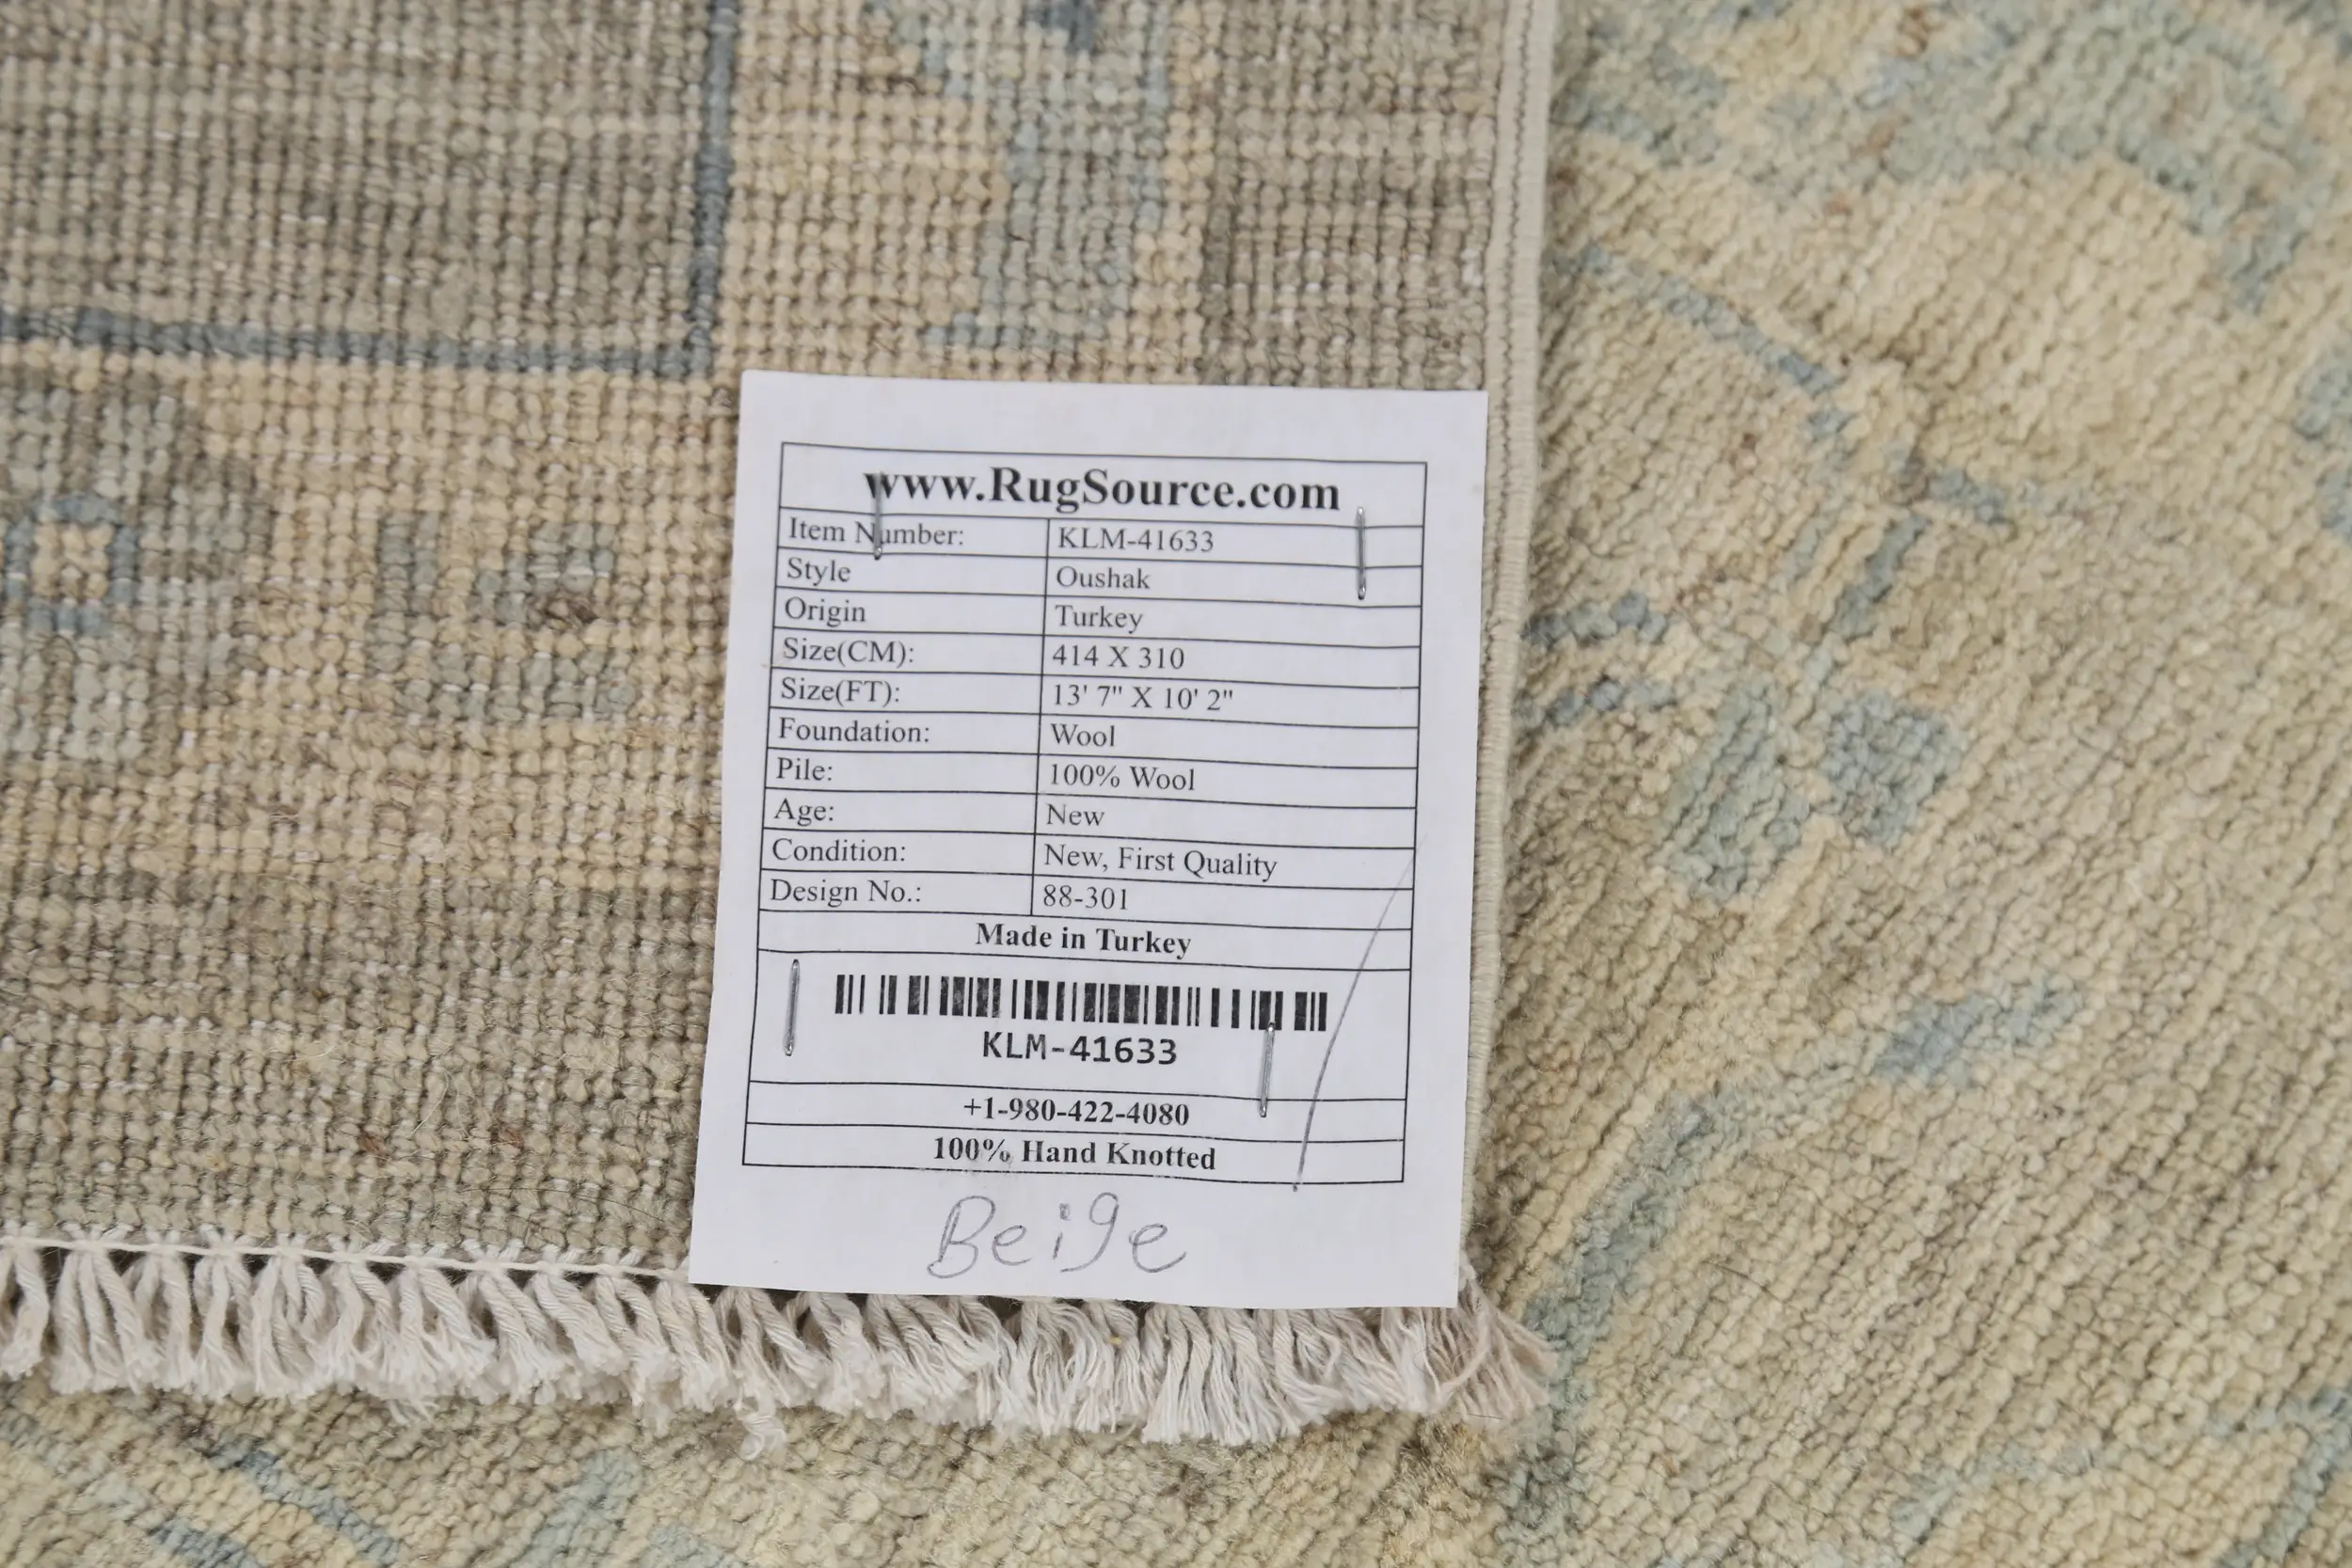 www.RugSource.com
Item Number: KLM-41633
Style Oushak
Origin Turkey
Size(CM): 414 X 310
Size(FT): 13' 7" X 10' 2"
Foundation: Wool
Pile: 100% Wool
Age: New
Condition: New, First Quality
Design No.: 88-301
Made in Turkey
KLM-41633
+1-980-422-4080
100% Hand Knotted
Beige